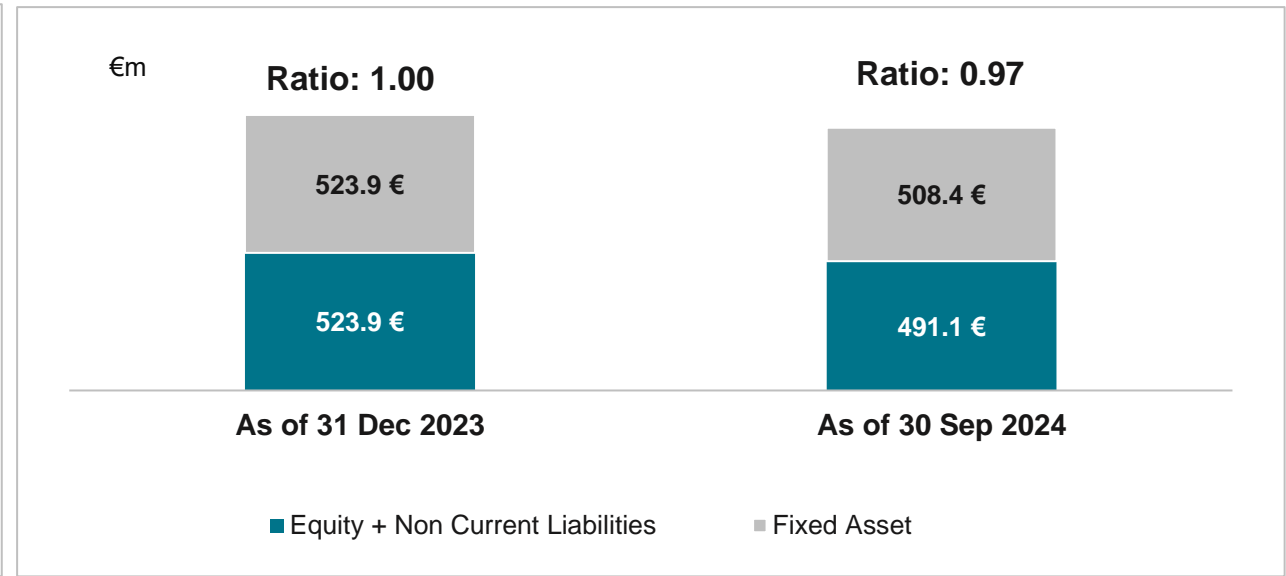 €m
Ratio: 1.00
Ratio: 0.97
523.9 €
508.4 €
523.9 €
491.1 €
As of 31 Dec 2023
As of 30 Sep 2024
Equity + Non Current Liabilities
Fixed Asset